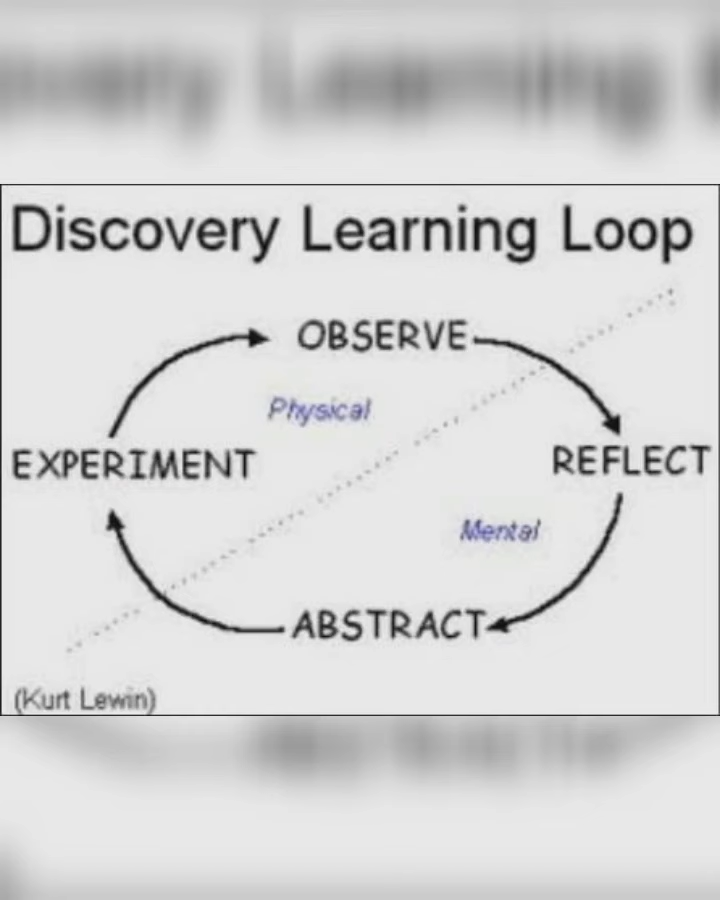 Discovery Learning Loop
OBSERVE
Physical
EXPERIMENT
REFLECT
Mental
ABSTRACT
(Kurt Lewin)